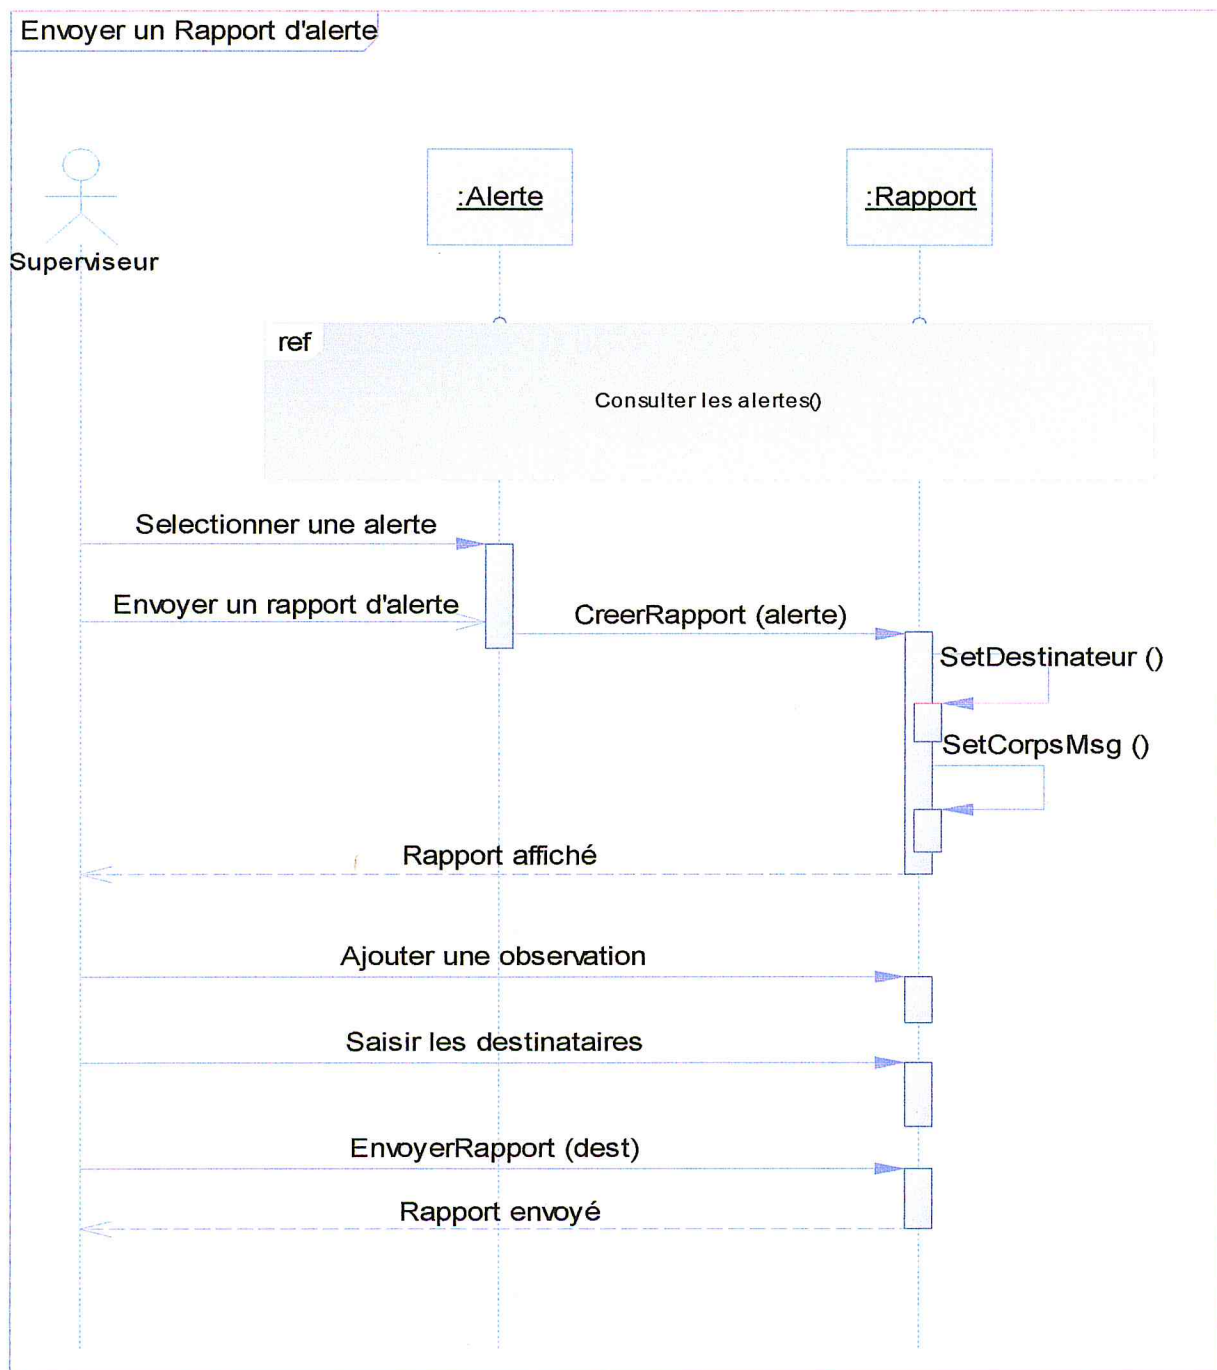 Envoyer un Rapport d'alerte
Superviseur
:Alerte
:Rapport
ref
Consulter les alertes()
Selectionner une alerte
Envoyer un rapport d'alerte
CreerRapport (alerte)
SetDestinateur ()
SetCorpsMsg ()
Rapport affiché
Ajouter une observation
Saisir les destinataires
EnvoyerRapport (dest)
Rapport envoyé